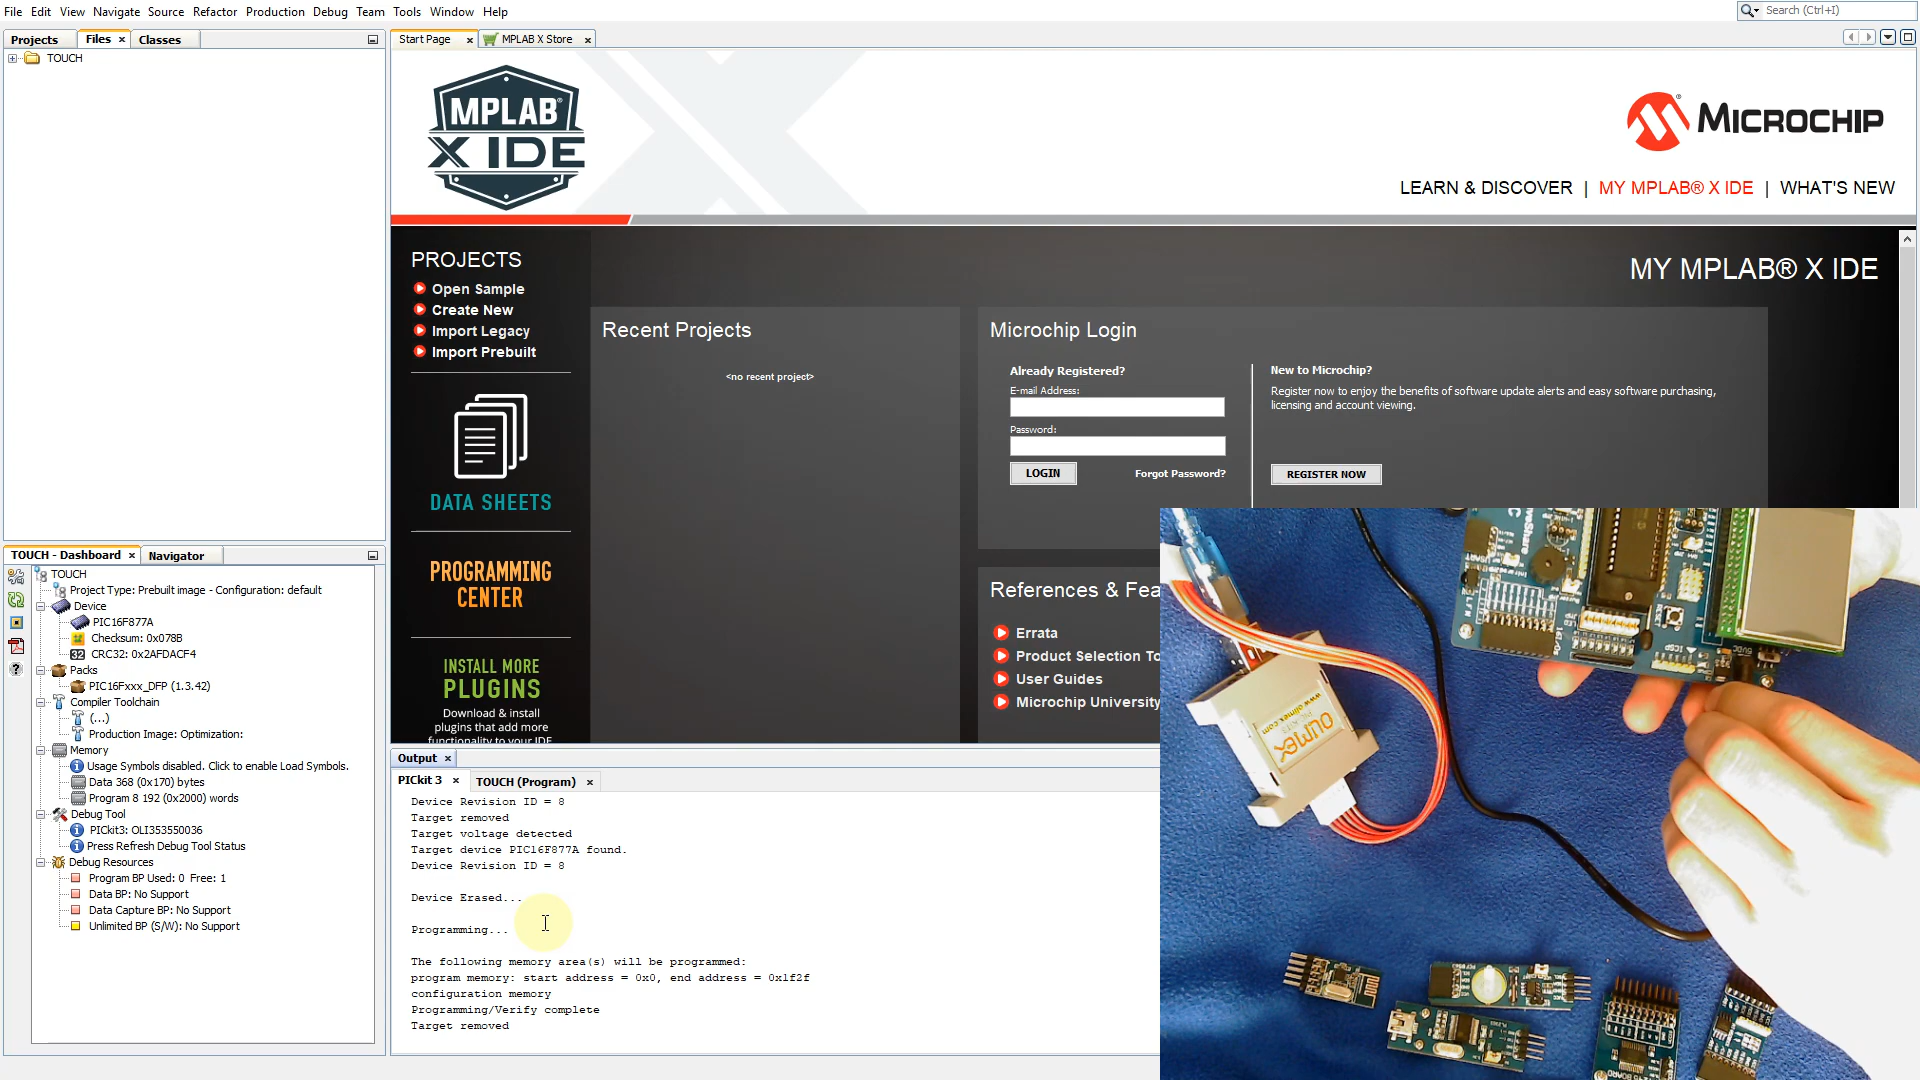 File Edit View Navigate Source Refactor Production Debug Team Tools Window Help
Search (Ctrl+I)
Projects Files Classes
TOUCH
Start Page MPLAB X Store
MPLAB®
X IDE
MICROCHIP
LEARN & DISCOVER | MY MPLAB® X IDE | WHAT'S NEW
PROJECTS
Open Sample
Create New
Import Legacy
Import Prebuilt
DATA SHEETS
PROGRAMMING
CENTER
INSTALL MORE
PLUGINS
Download & install
plugins that add more
functionality to your IDE
MY MPLAB® X IDE
Recent Projects
<no recent project>
Microchip Login
Already Registered?
E-mail Address:
Password:
LOGIN
Forgot Password?
New to Microchip?
Register now to enjoy the benefits of software update alerts and easy software purchasing,
licensing and account viewing.
REGISTER NOW
References & Fea
Errata
Product Selection To
User Guides
Microchip University
TOUCH - Dashboard Navigator
TOUCH
Project Type: Prebuilt image - Configuration: default
Device
PIC16F877A
Checksum: 0x078B
32 CRC32: 0x2AFDACF4
Packs
PIC16Fxxx_DFP (1.3.42)
Compiler Toolchain
(...)
Production Image: Optimization:
Memory
Usage Symbols disabled. Click to enable Load Symbols.
Data 368 (0x170) bytes
Program 8 192 (0x2000) words
Debug Tool
PICkit3: OLI353550036
Press Refresh Debug Tool Status
Debug Resources
Program BP Used: 0 Free: 1
Data BP: No Support
Data Capture BP: No Support
Unlimited BP (S/W): No Support
Output
PICkit 3 TOUCH (Program)
Device Revision ID = 8
Target removed
Target voltage detected
Target device PIC16F877A found.
Device Revision ID = 8
Device Erased...
Programming...
The following memory area(s) will be programmed:
program memory: start address = 0x0, end address = 0x1f2f
configuration memory
Programming/Verify complete
Target removed
OLIMEX
www.olimex.com
RESET
ICSP
5VDC